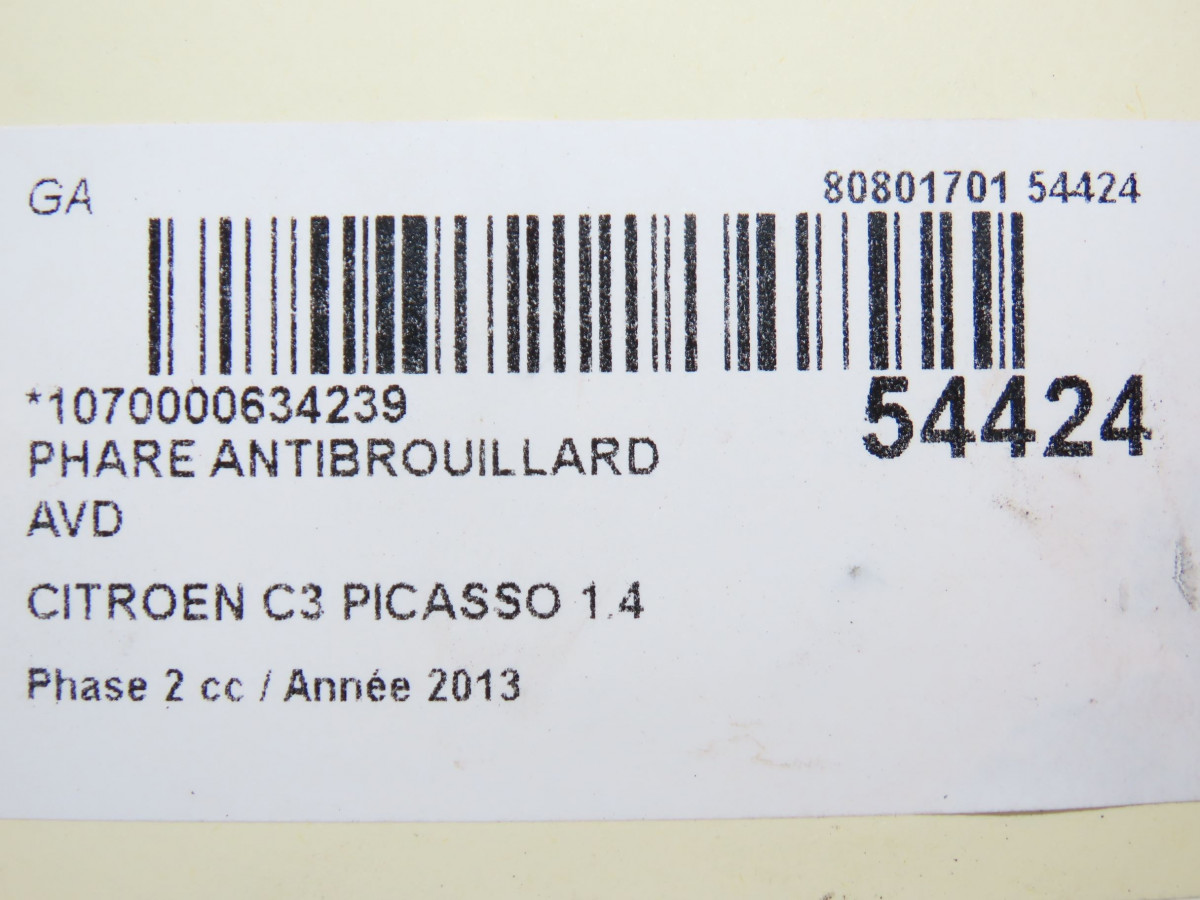 GA
80801701 54424
*1070000634239
54424
PHARE ANTIBROUILLARD
AVD
CITROEN C3 PICASSO 1.4
Phase 2 cc / Année 2013